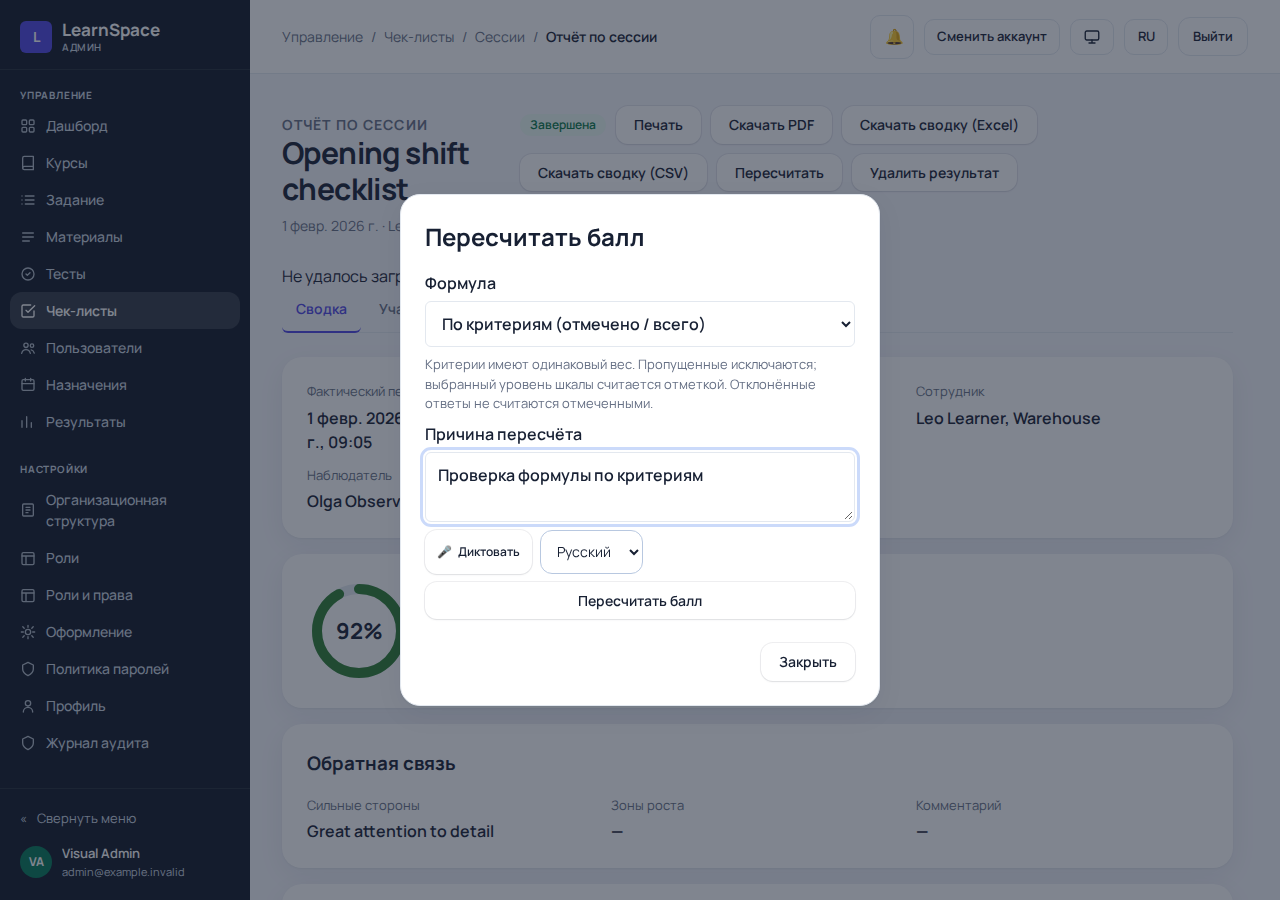 L
LearnSpace
АДМИН
УПРАВЛЕНИЕ
Дашборд
Курсы
Задание
Материалы
Тесты
Чек-листы
Пользователи
Назначения
Результаты
НАСТРОЙКИ
Организационная
структура
Роли
Роли и права
Оформление
Политика паролей
Профиль
Журнал аудита
« Свернуть меню
VA
Visual Admin
admin@example.invalid
Управление / Чек-листы / Сессии / Отчёт по сессии
Сменить аккаунт
RU
Выйти
ОТЧЁТ ПО СЕССИИ
Opening shift
checklist
Завершена
Печать
Скачать PDF
Скачать сводку (Excel)
Скачать сводку (CSV)
Пересчитать
Удалить результат
1 февр. 2026 г. ·
Не удалось
Сводка
Фактический
1 февр. 2026
г., 09:05
Наблюдатель
Olga
Сотрудник
Leo Learner, Warehouse
92%
Обратная связь
Сильные стороны
Great attention to detail
Зоны роста
—
Комментарий
—
Пересчитать балл
Формула
По критериям (отмечено / всего)
Критерии имеют одинаковый вес. Пропущенные исключаются;
выбранный уровень шкалы считается отметкой. Отклонённые
ответы не считаются отмеченными.
Причина пересчёта
Проверка формулы по критериям
Диктовать
Русский
Пересчитать балл
Закрыть